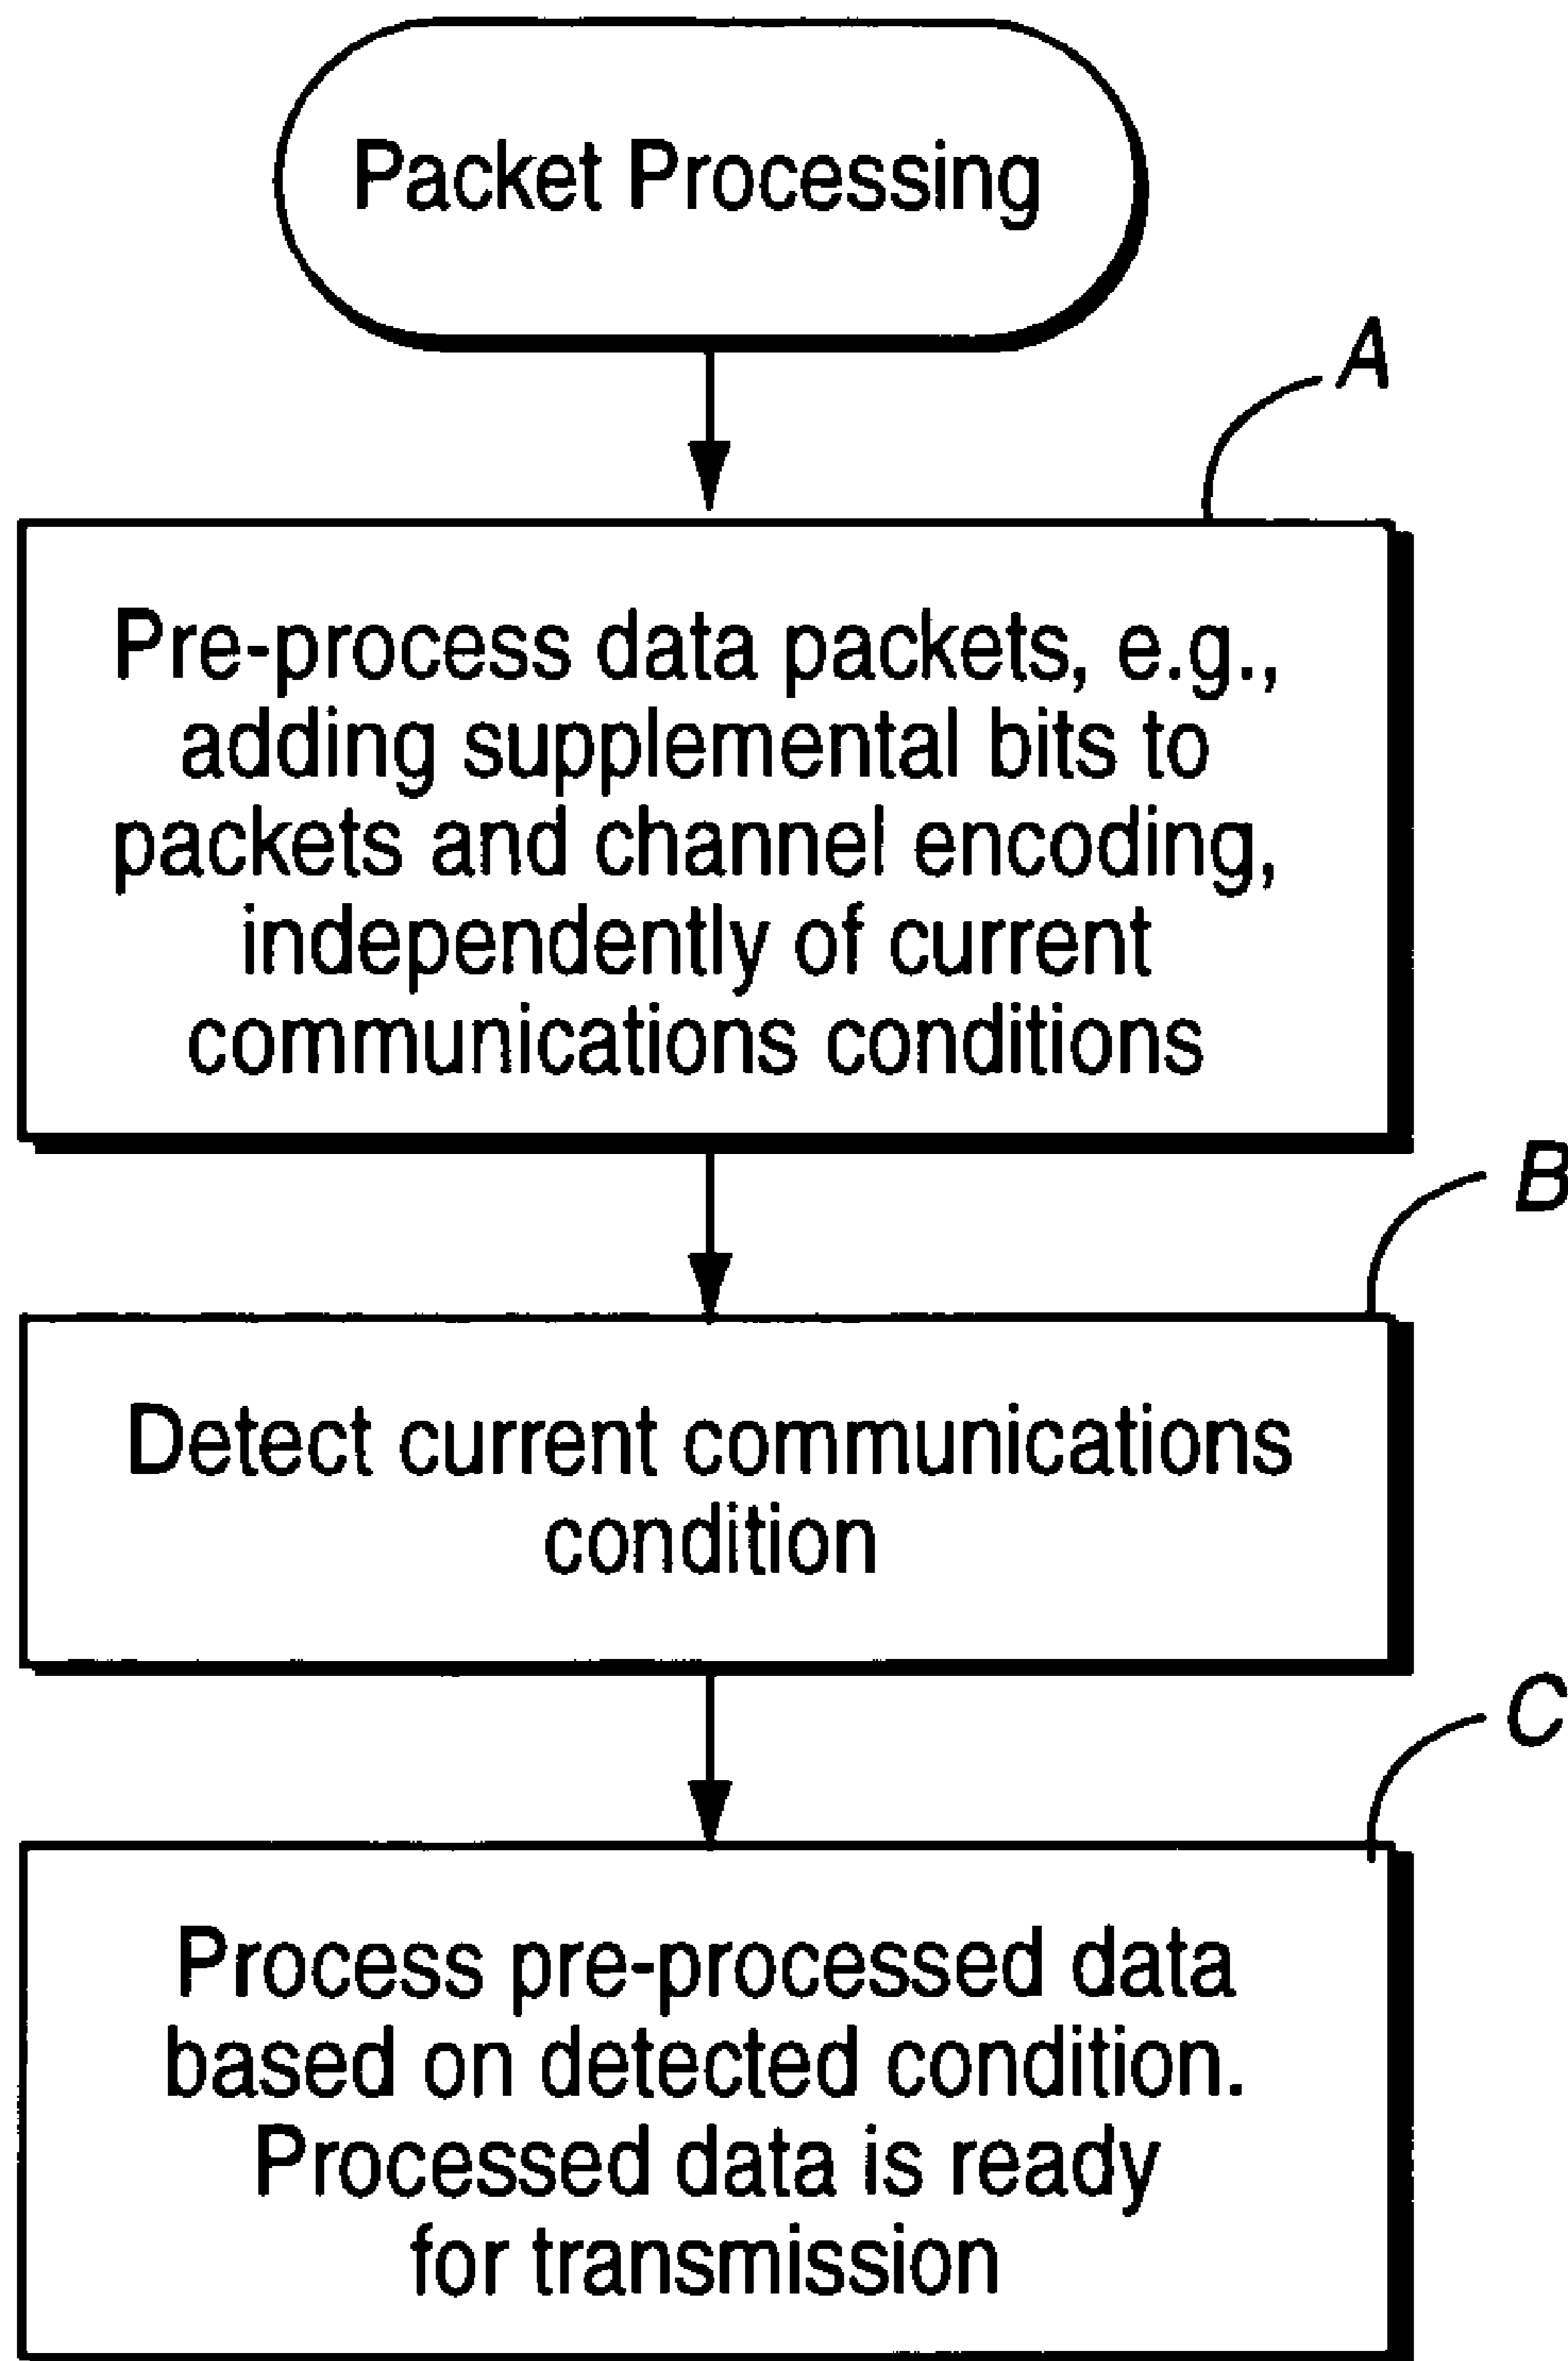 Packet Processing
A
Pre-process data packets, e.g.,
adding supplemental bits to
packets and channel encoding,
independently of current
communications conditions
B
Detect current communications
condition
C
Process pre-processed data
based on detected condition.
Processed data is ready
for transmission